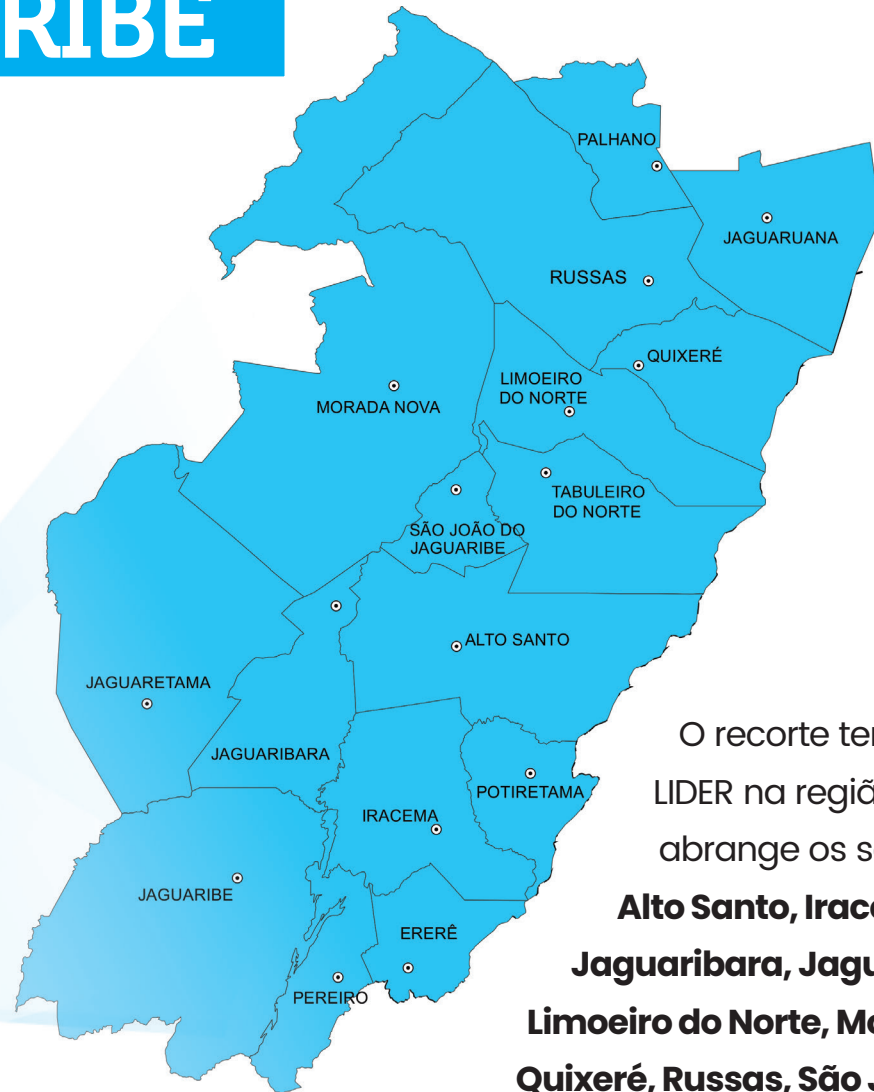 RIBE
PALHANO
JAGUARUANA
RUSSAS
QUIXERÉ
LIMOEIRO
DO NORTE
MORADA NOVA
TABULEIRO
DO NORTE
SÃO JOÃO DO
JAGUARIBE
ALTO SANTO
JAGUARETAMA
JAGUARIBARA
POTIRETAMA
IRACEMA
JAGUARIBE
ERERÊ
PEREIRO
O recorte ter
LIDER na regiã
abrange os s
Alto Santo, Irac
Jaguaribara, Jagu
Limoeiro do Norte, Mo
Quixeré, Russas, São J